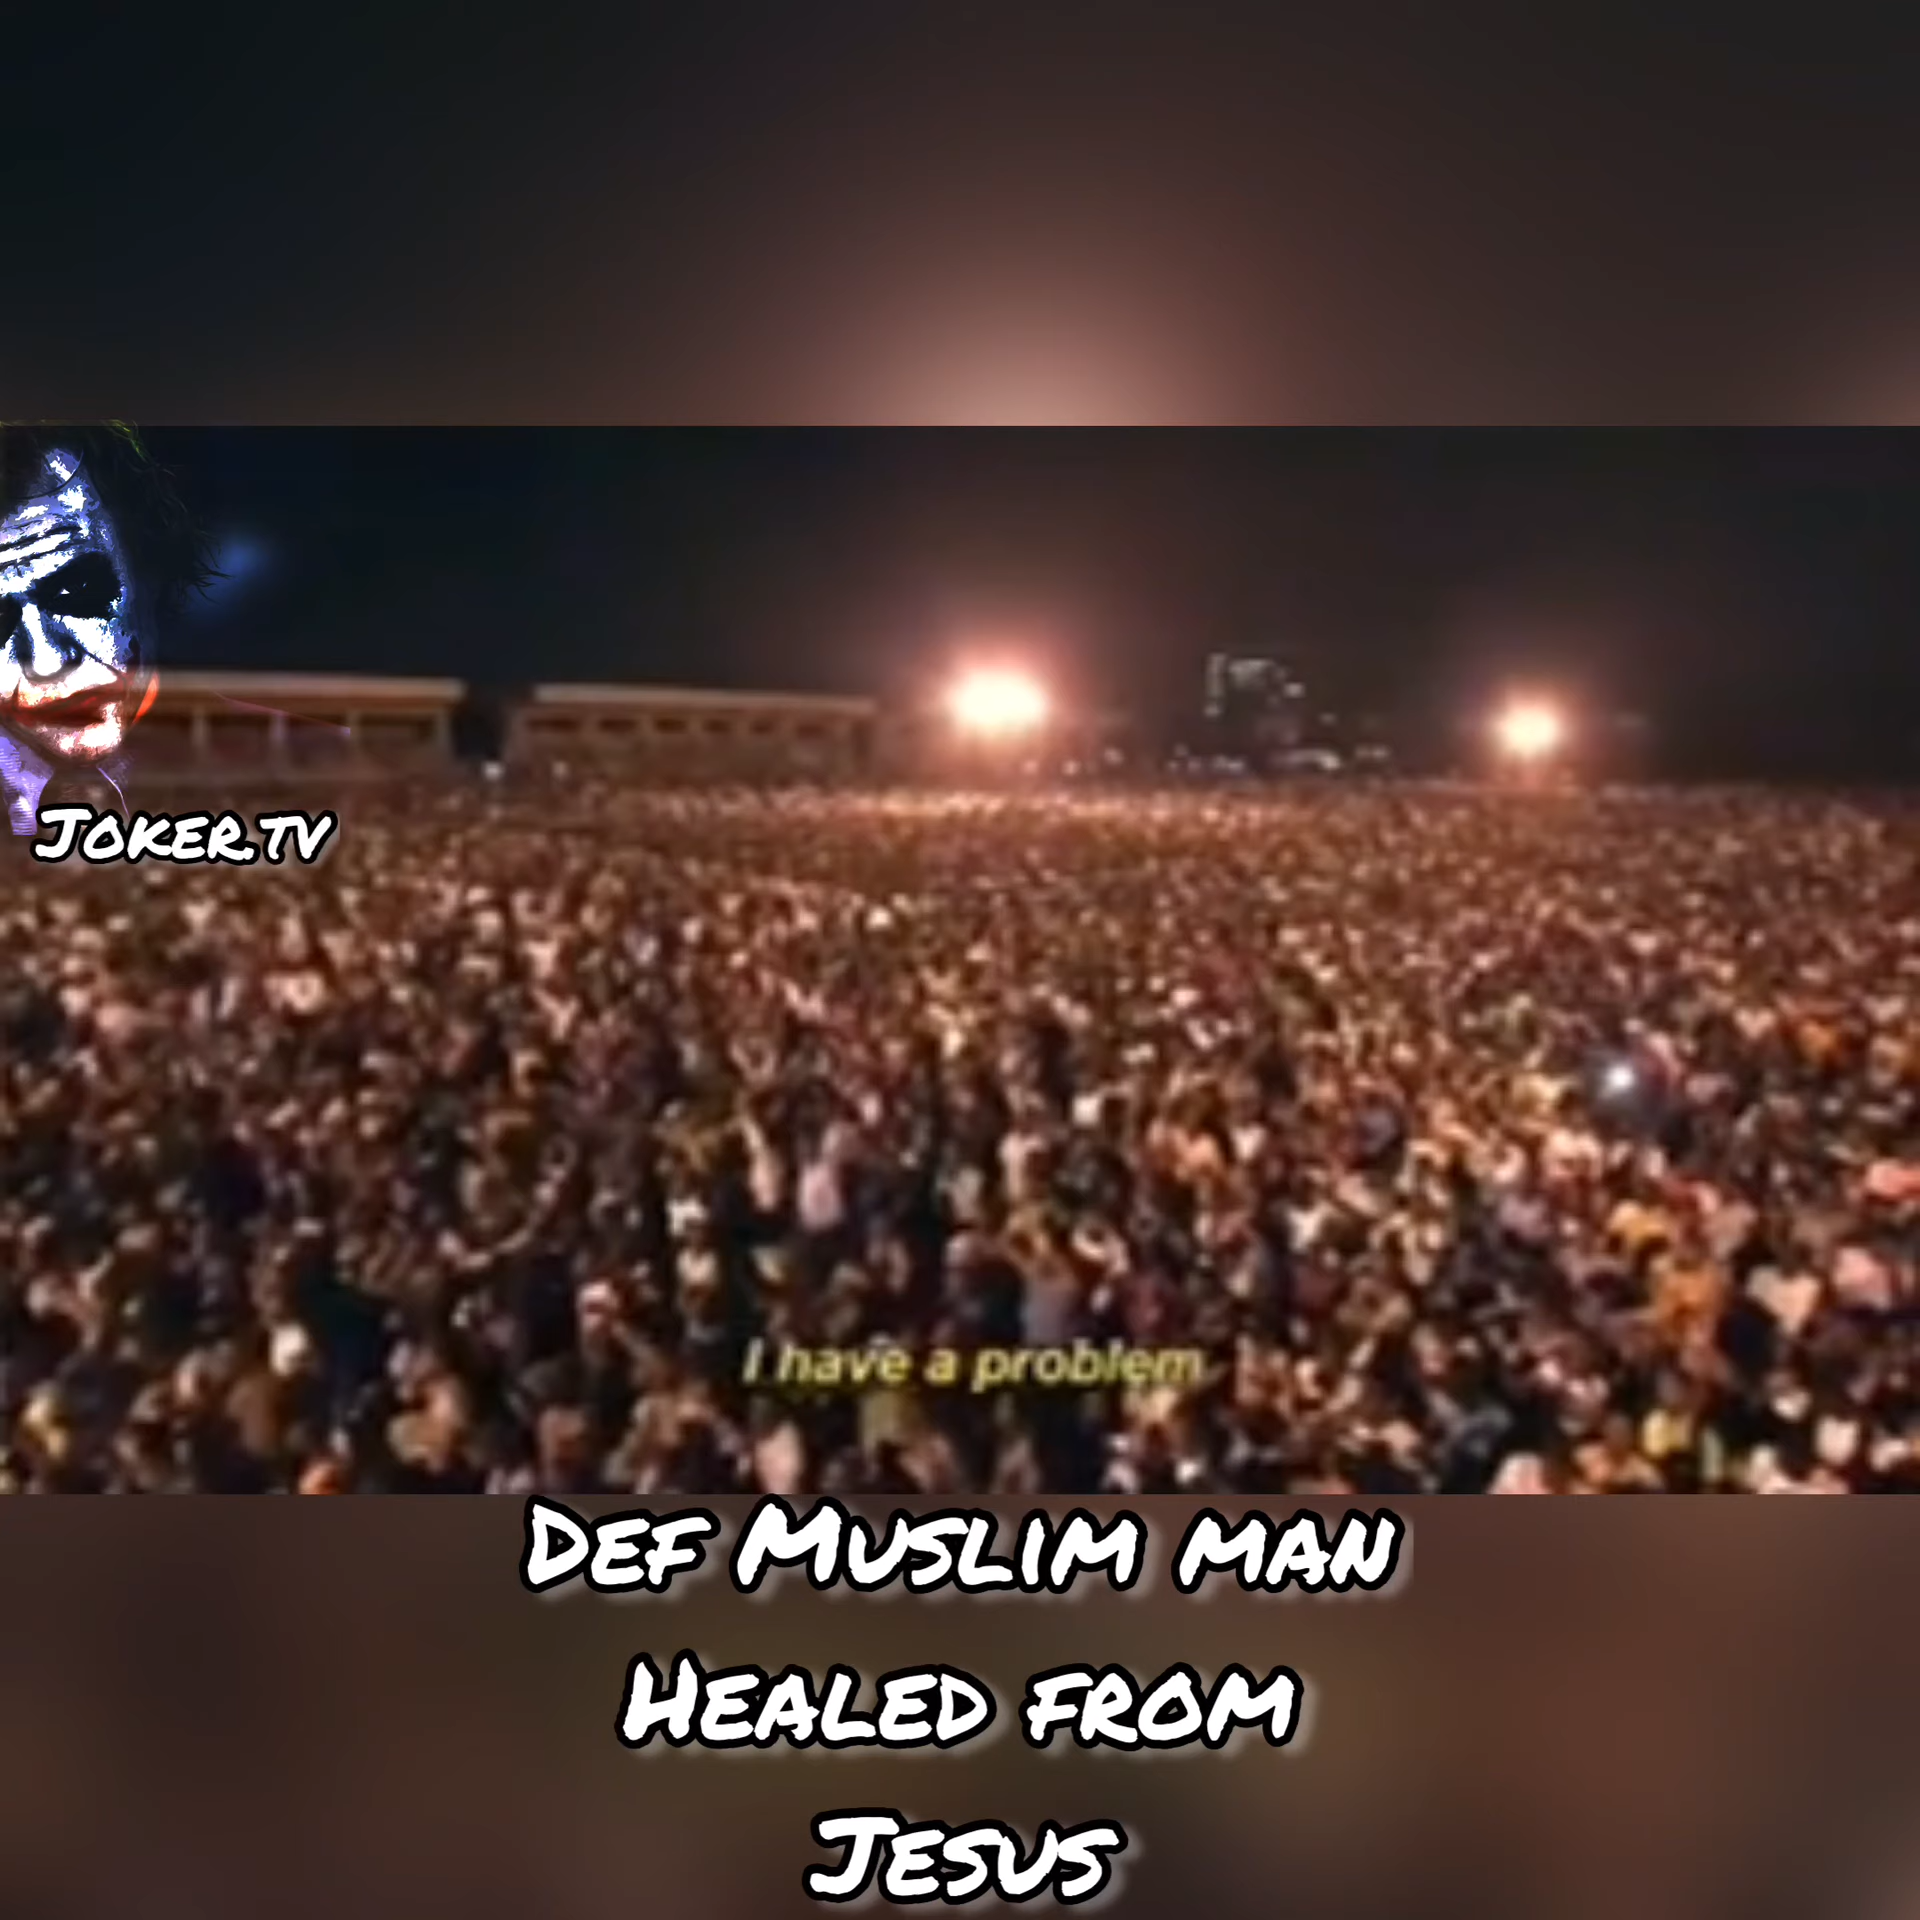 Joker.tv
I have a problem
Def Muslim man
Healed from
Jesus